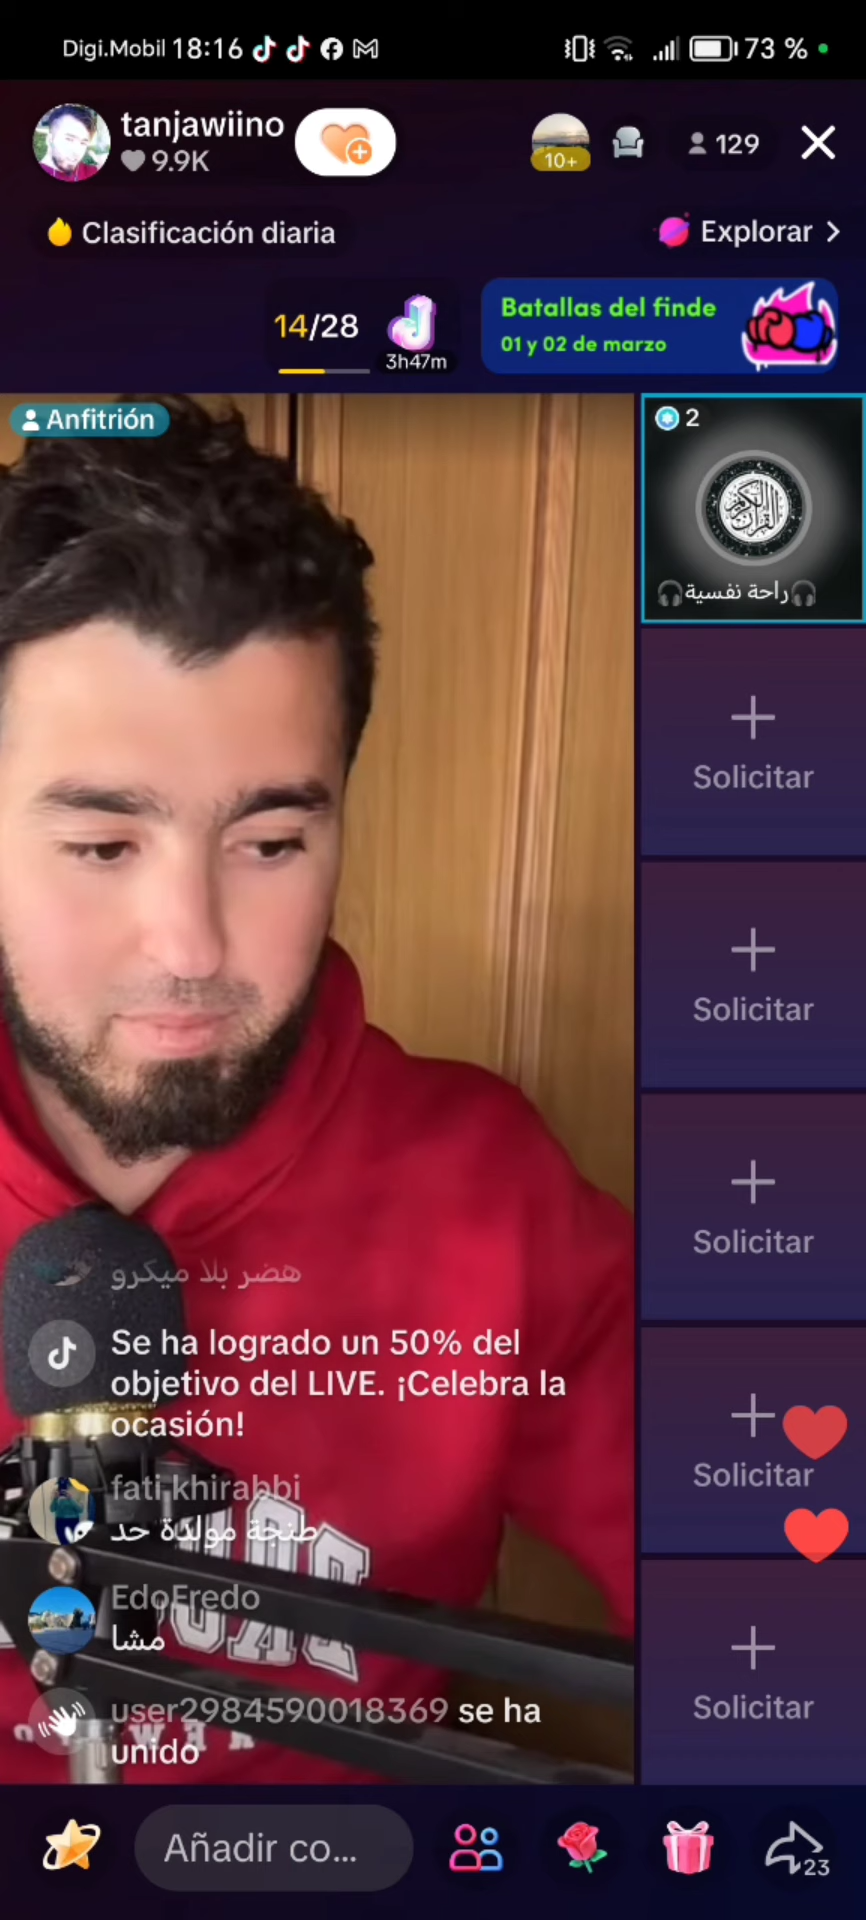 Digi.Mobil 18:16
73 %
tanjawiino
9.9K
10+
129
Clasificación diaria
Explorar
14/28
3h47m
Batallas del finde
01 y 02 de marzo
Anfitrión
2
القرآن الكريم
راحة نفسية
Solicitar
Solicitar
Solicitar
Solicitar
Solicitar
هضر بلا ميكرو
Se ha logrado un 50% del
objetivo del LIVE. ¡Celebra la
ocasión!
fati,khirabbi
طنجة مولدة حد
EdoEredo
مشا
user2984590018369 se ha
unido
Añadir co...
23